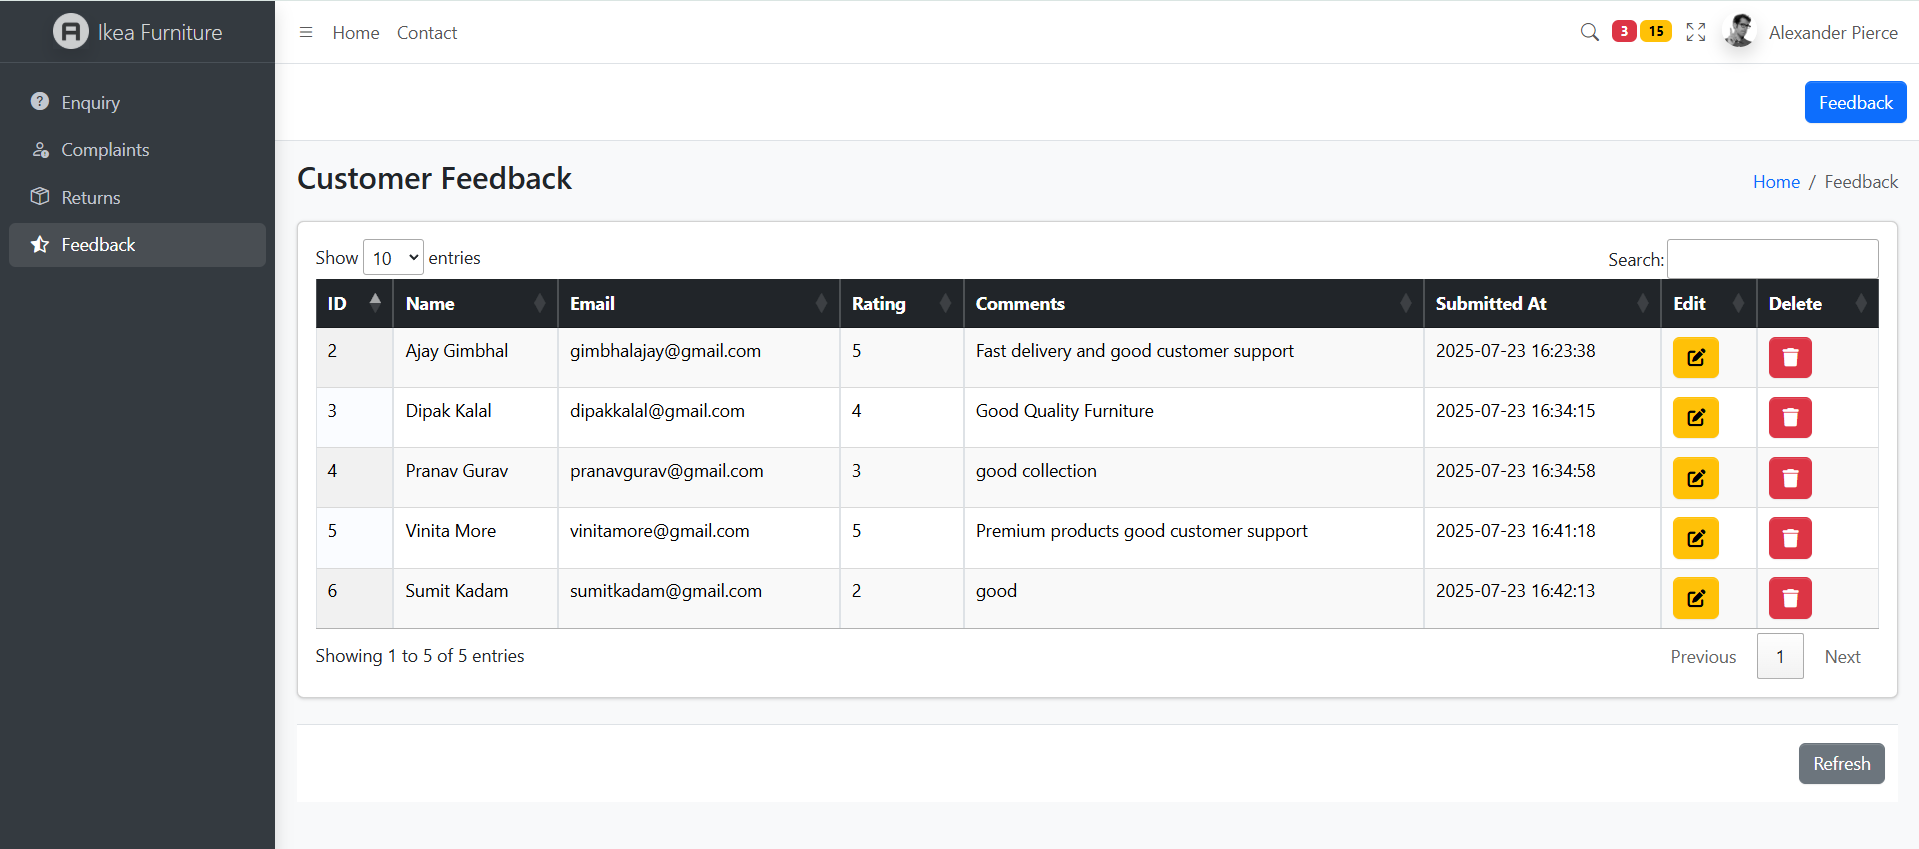 Ikea Furniture
Home Contact
3 15
Alexander Pierce
Enquiry
Complaints
Returns
Feedback
Feedback
Customer Feedback
Home / Feedback
Show 10 entries
Search:
ID Name Email Rating Comments Submitted At Edit Delete
2 Ajay Gimbhal gimbhalajay@gmail.com 5 Fast delivery and good customer support 2025-07-23 16:23:38
3 Dipak Kalal dipakkalal@gmail.com 4 Good Quality Furniture 2025-07-23 16:34:15
4 Pranav Gurav pranavgurav@gmail.com 3 good collection 2025-07-23 16:34:58
5 Vinita More vinitamore@gmail.com 5 Premium products good customer support 2025-07-23 16:41:18
6 Sumit Kadam sumitkadam@gmail.com 2 good 2025-07-23 16:42:13
Showing 1 to 5 of 5 entries
Previous 1 Next
Refresh